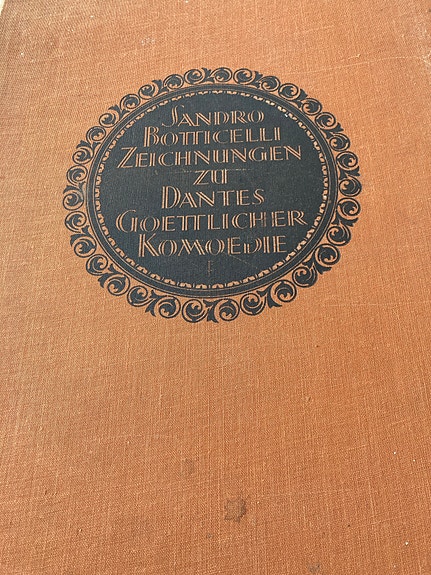 SANDRO
BOTTICELLI
ZEICHNUNGEN
ZU
DANTES
GOETTLICHER
KOMOEDIE